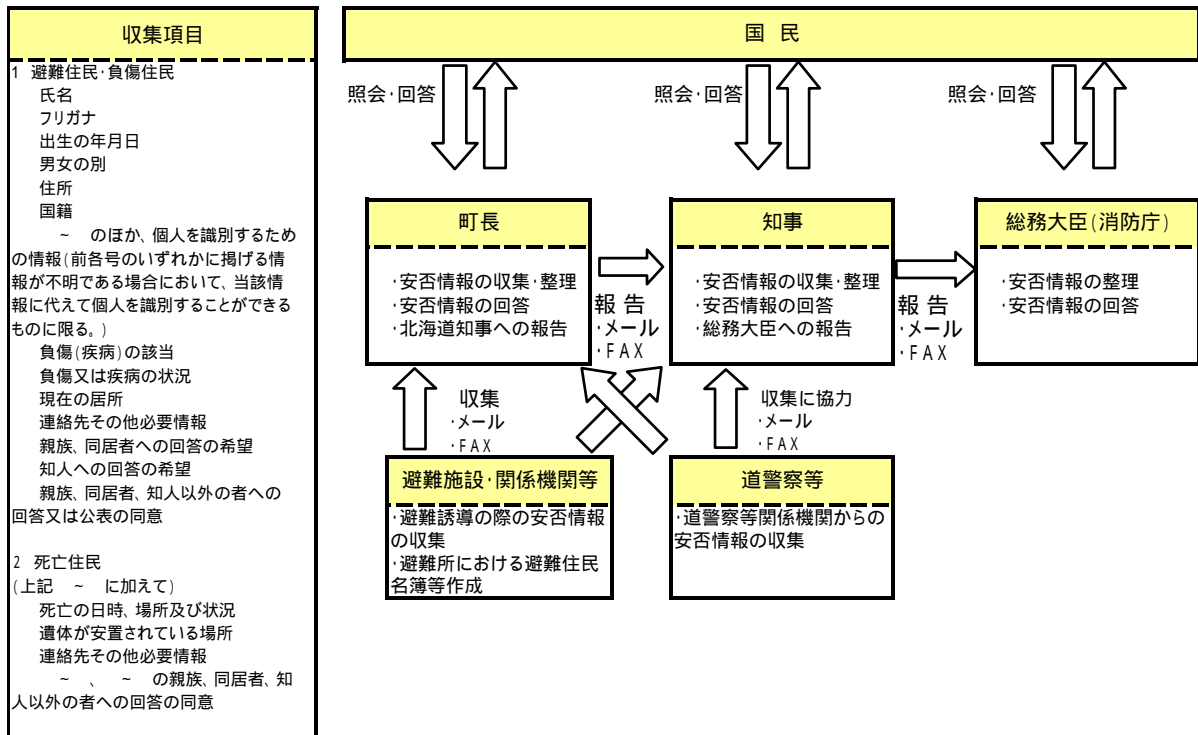 収集項目
1 避難住民・負傷住民
氏名
フリガナ
出生の年月日
男女の別
住所
国籍
~ のほか、個人を識別するため
の情報(前各号のいずれかに掲げる情
報が不明である場合において、当該情
報に代えて個人を識別することができる
ものに限る。)
負傷(疾病)の該当
負傷又は疾病の状況
現在の居所
連絡先その他必要情報
親族、同居者への回答の希望
知人への回答の希望
親族、同居者、知人以外の者への
回答又は公表の同意
2 死亡住民
(上記 ~ に加えて)
死亡の日時、場所及び状況
遺体が安置されている場所
連絡先その他必要情報
~ 、 ~ の親族、同居者、知
人以外の者への回答の同意
国 民
照会・回答
照会・回答
照会・回答
町長
・安否情報の収集・整理
・安否情報の回答
・北海道知事への報告
報 告
・メール
・FAX
知事
・安否情報の収集・整理
・安否情報の回答
・総務大臣への報告
報 告
・メール
・FAX
総務大臣(消防庁)
・安否情報の整理
・安否情報の回答
収集
・メール
・FAX
収集に協力
・メール
・FAX
避難施設・関係機関等
・避難誘導の際の安否情報
の収集
・避難所における避難住民
名簿等作成
道警察等
・道警察等関係機関からの
安否情報の収集